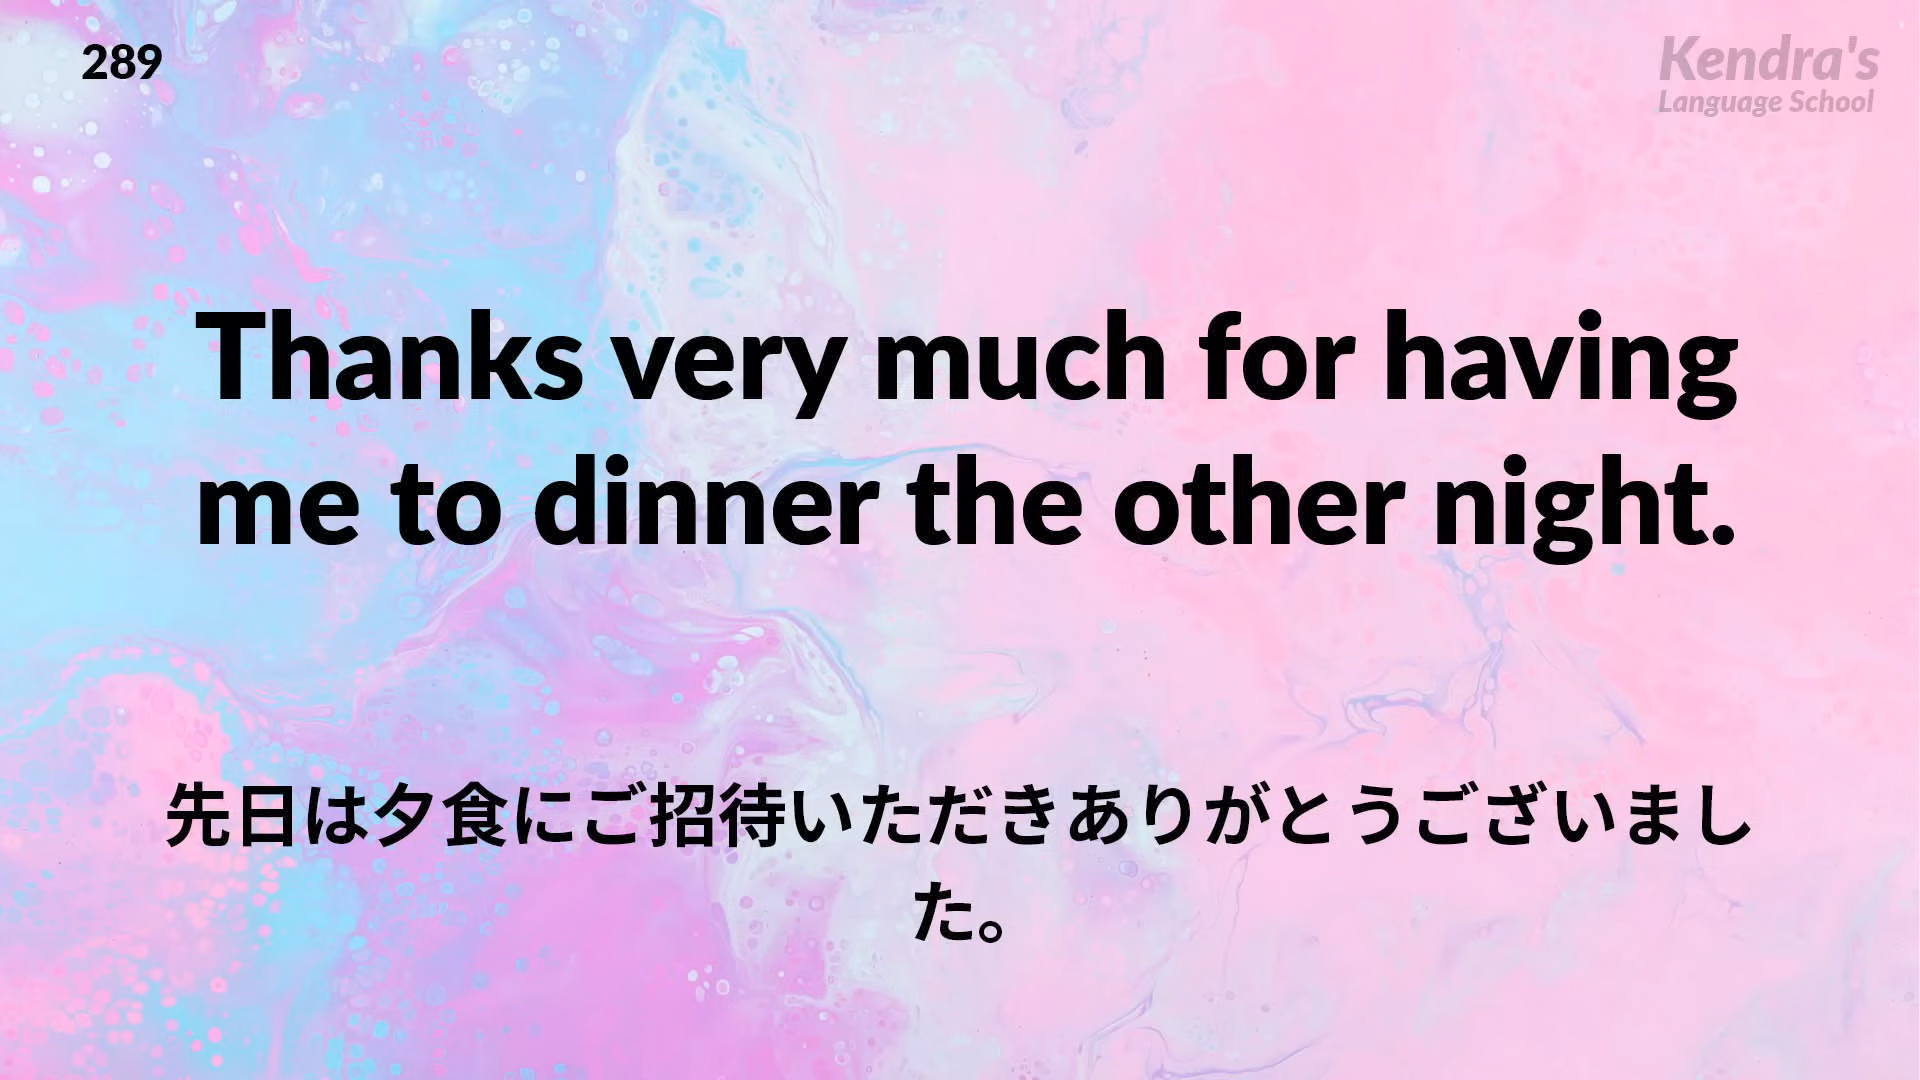 289
Kendra's
Language School
Thanks very much for having
me to dinner the other night.
先日は夕食にご招待いただきありがとうございまし
た。